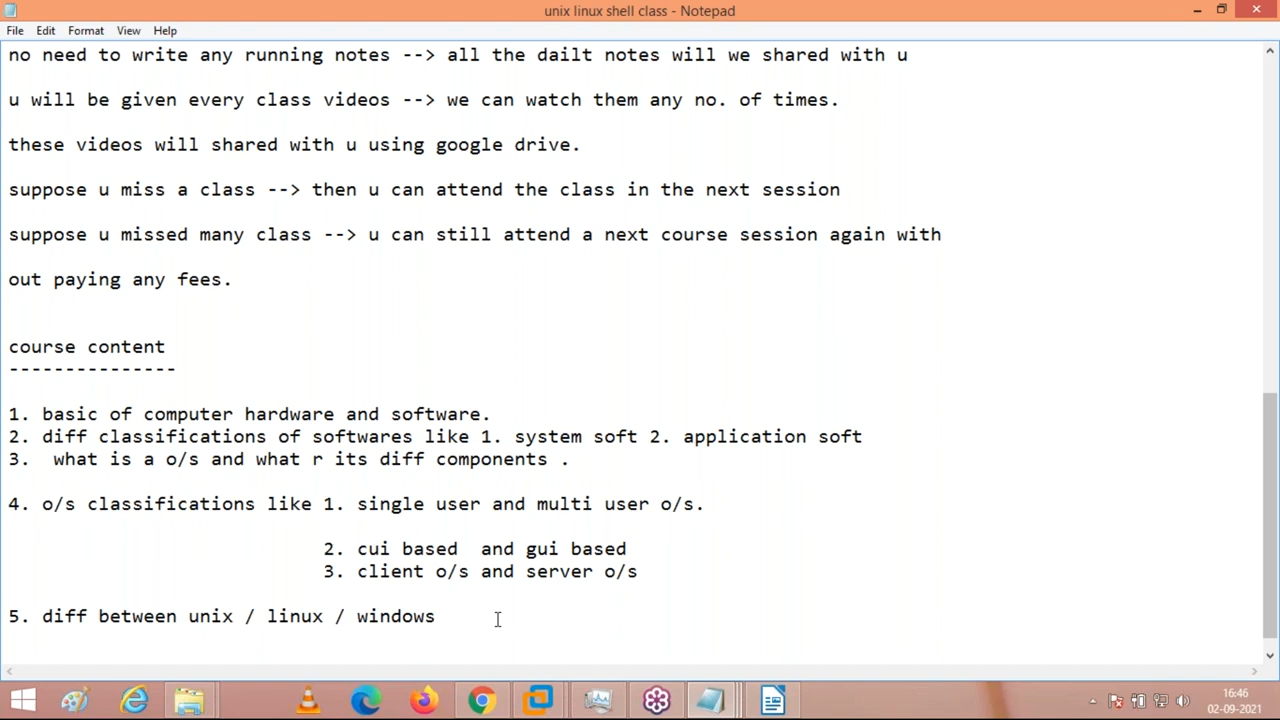 unix linux shell class - Notepad
File Edit Format View Help
no need to write any running notes --> all the dailt notes will we shared with u
u will be given every class videos --> we can watch them any no. of times.
these videos will shared with u using google drive.
suppose u miss a class --> then u can attend the class in the next session
suppose u missed many class --> u can still attend a next course session again with
out paying any fees.
course content
---------------
1. basic of computer hardware and software.
2. diff classifications of softwares like 1. system soft 2. application soft
3.  what is a o/s and what r its diff components .
4. o/s classifications like 1. single user and multi user o/s.
2. cui based  and gui based
3. client o/s and server o/s
5. diff between unix / linux / windows
16:46
02-09-2021